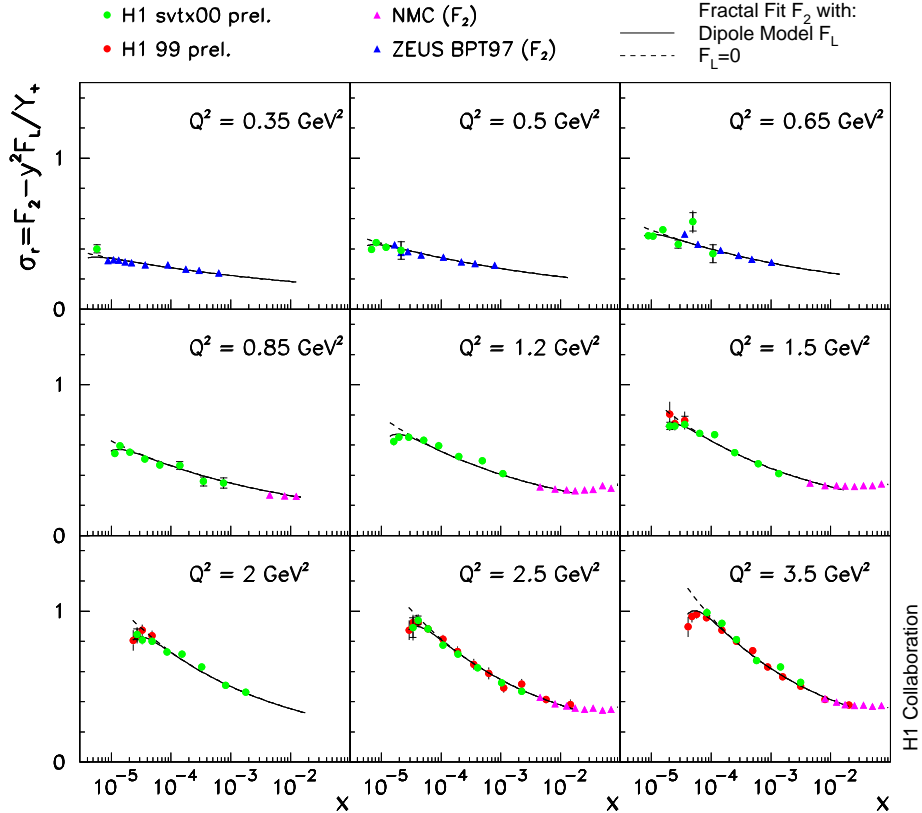 H1 svtx00 prel.
H1 99 prel.
NMC (F₂)
ZEUS BPT97 (F₂)
Fractal Fit F₂ with:
Dipole Model F_L
F_L=0
σ_r=F₂−y²F_L/Y₊
Q² = 0.35 GeV²
Q² = 0.5 GeV²
Q² = 0.65 GeV²
1
0
Q² = 0.85 GeV²
Q² = 1.2 GeV²
Q² = 1.5 GeV²
1
0
Q² = 2 GeV²
Q² = 2.5 GeV²
Q² = 3.5 GeV²
1
0
10⁻⁵ 10⁻⁴ 10⁻³ 10⁻² 10⁻⁵ 10⁻⁴ 10⁻³ 10⁻² 10⁻⁵ 10⁻⁴ 10⁻³ 10⁻²
x x x
H1 Collaboration